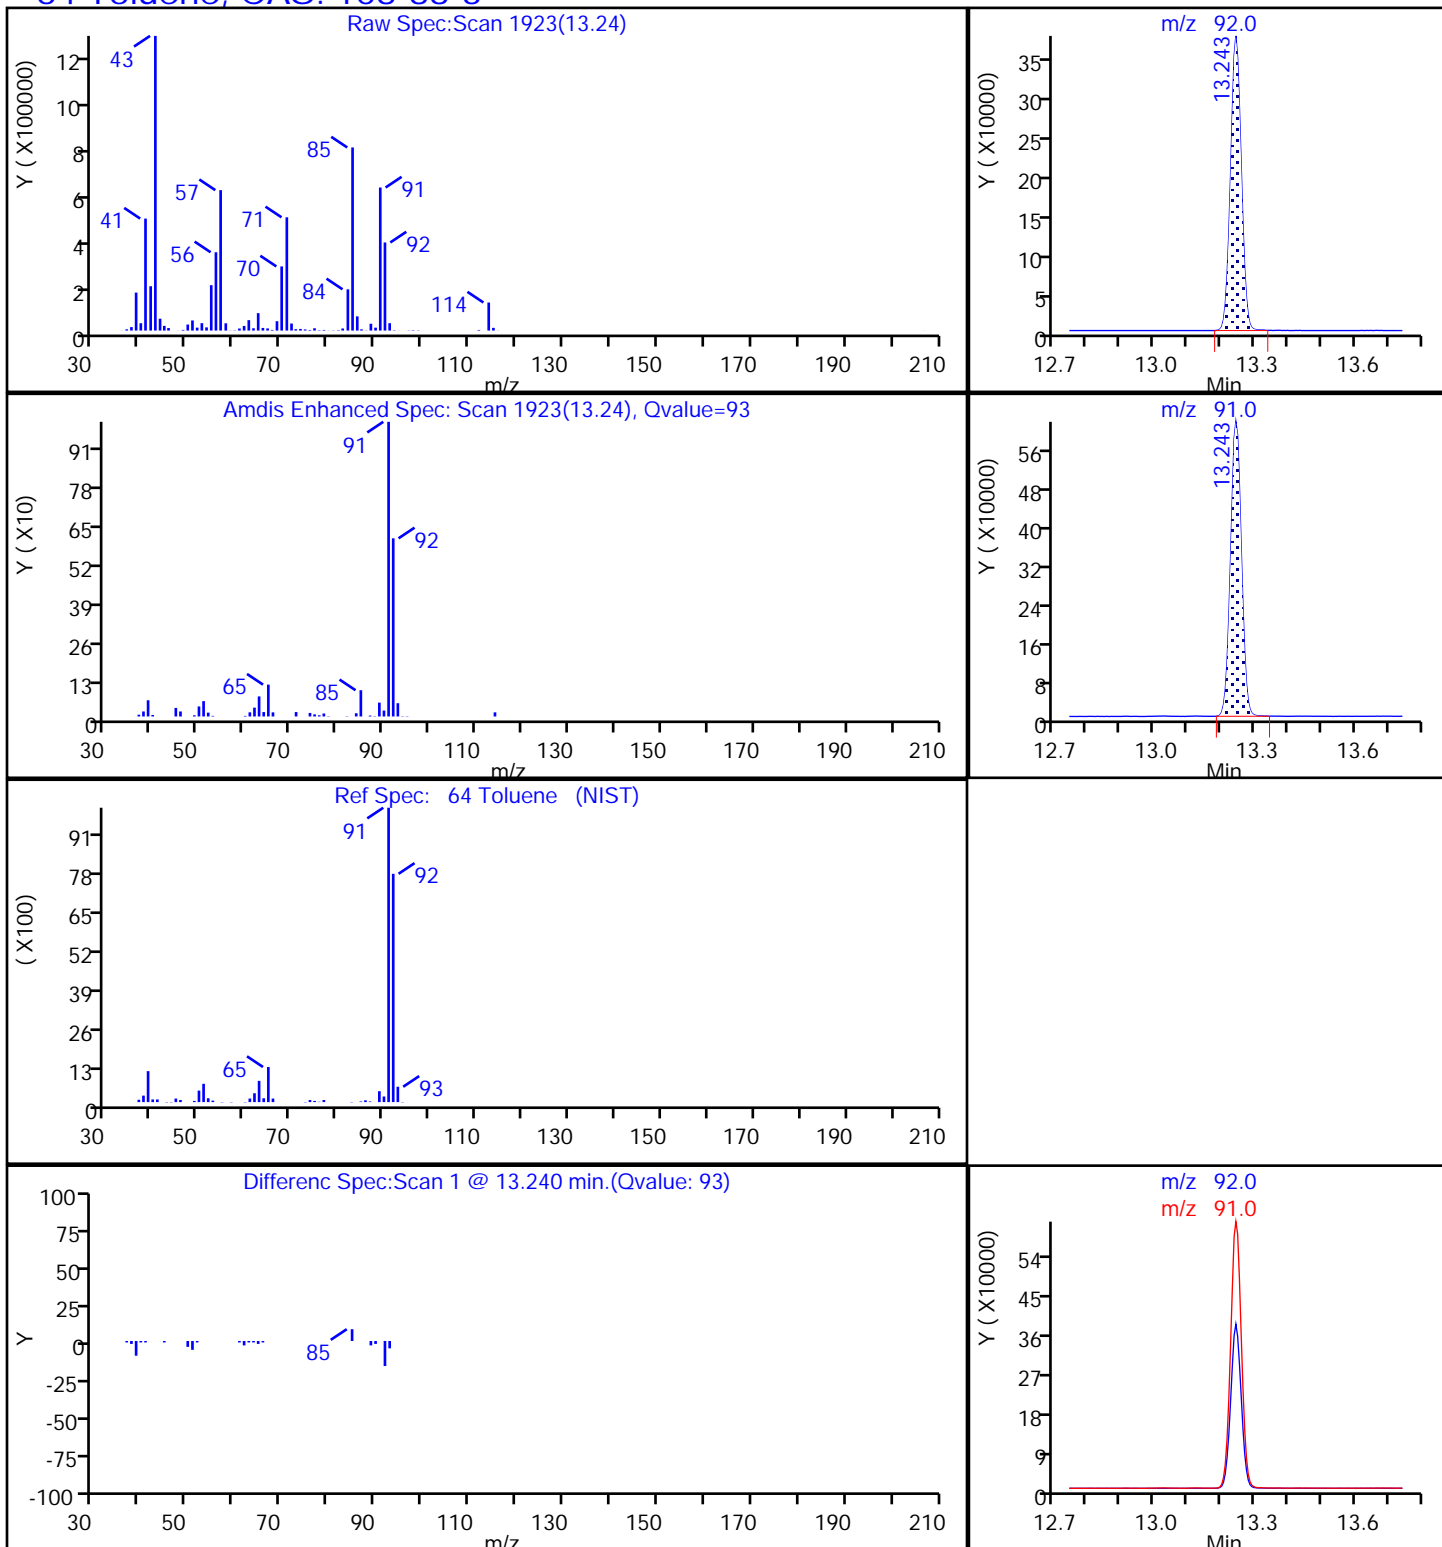 Raw Spec:Scan 1923(13.24)
Y ( X100000)
12
10
8
6
4
2
0
43
41
57
56
71
70
85
84
91
92
114
30 50 70 90 110 130 150 170 190 210
m/z
m/z 92.0
Y ( X10000)
35
30
25
20
15
10
5
0
13.243
12.7 13.0 13.3 13.6
Min
Amdis Enhanced Spec: Scan 1923(13.24), Qvalue=93
Y ( X10)
91
78
65
52
39
26
13
0
91
92
65
85
30 50 70 90 110 130 150 170 190 210
m/z
m/z 91.0
Y ( X10000)
56
48
40
32
24
16
8
0
13.243
12.7 13.0 13.3 13.6
Min
Ref Spec: 64 Toluene (NIST)
( X100)
91
78
65
52
39
26
13
0
91
92
65
93
30 50 70 90 110 130 150 170 190 210
Differenc Spec:Scan 1 @ 13.240 min.(Qvalue: 93)
Y
100
75
50
25
0
-25
-50
-75
-100
85
30 50 70 90 110 130 150 170 190 210
m/z
m/z 92.0
m/z 91.0
Y ( X10000)
54
45
36
27
18
9
0
12.7 13.0 13.3 13.6
Min